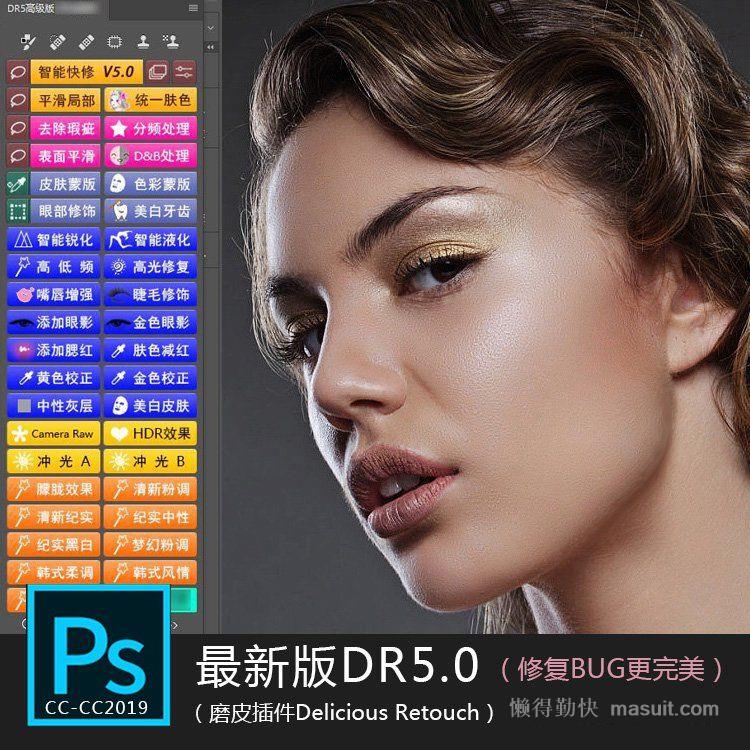 DR5高级版
智能快修 V5.0
平滑局部 统一肤色
去除瑕疵 分频处理
表面平滑 D&B处理
皮肤蒙版 色彩蒙版
眼部修饰 美白牙齿
智能锐化 智能液化
高低频 高光修复
嘴唇增强 睫毛修饰
添加眼影 金色眼影
添加腮红 肤色减红
黄色校正 金色校正
中性灰层 美白皮肤
Camera Raw HDR效果
冲光A 冲光B
朦胧效果 清新粉调
清新纪实 纪实中性
纪实黑白 梦幻粉调
韩式柔调 韩式风情
Ps
CC-CC2019
最新版DR5.0（修复BUG更完美）
（磨皮插件Delicious Retouch）
懒得勤快 masuit.com